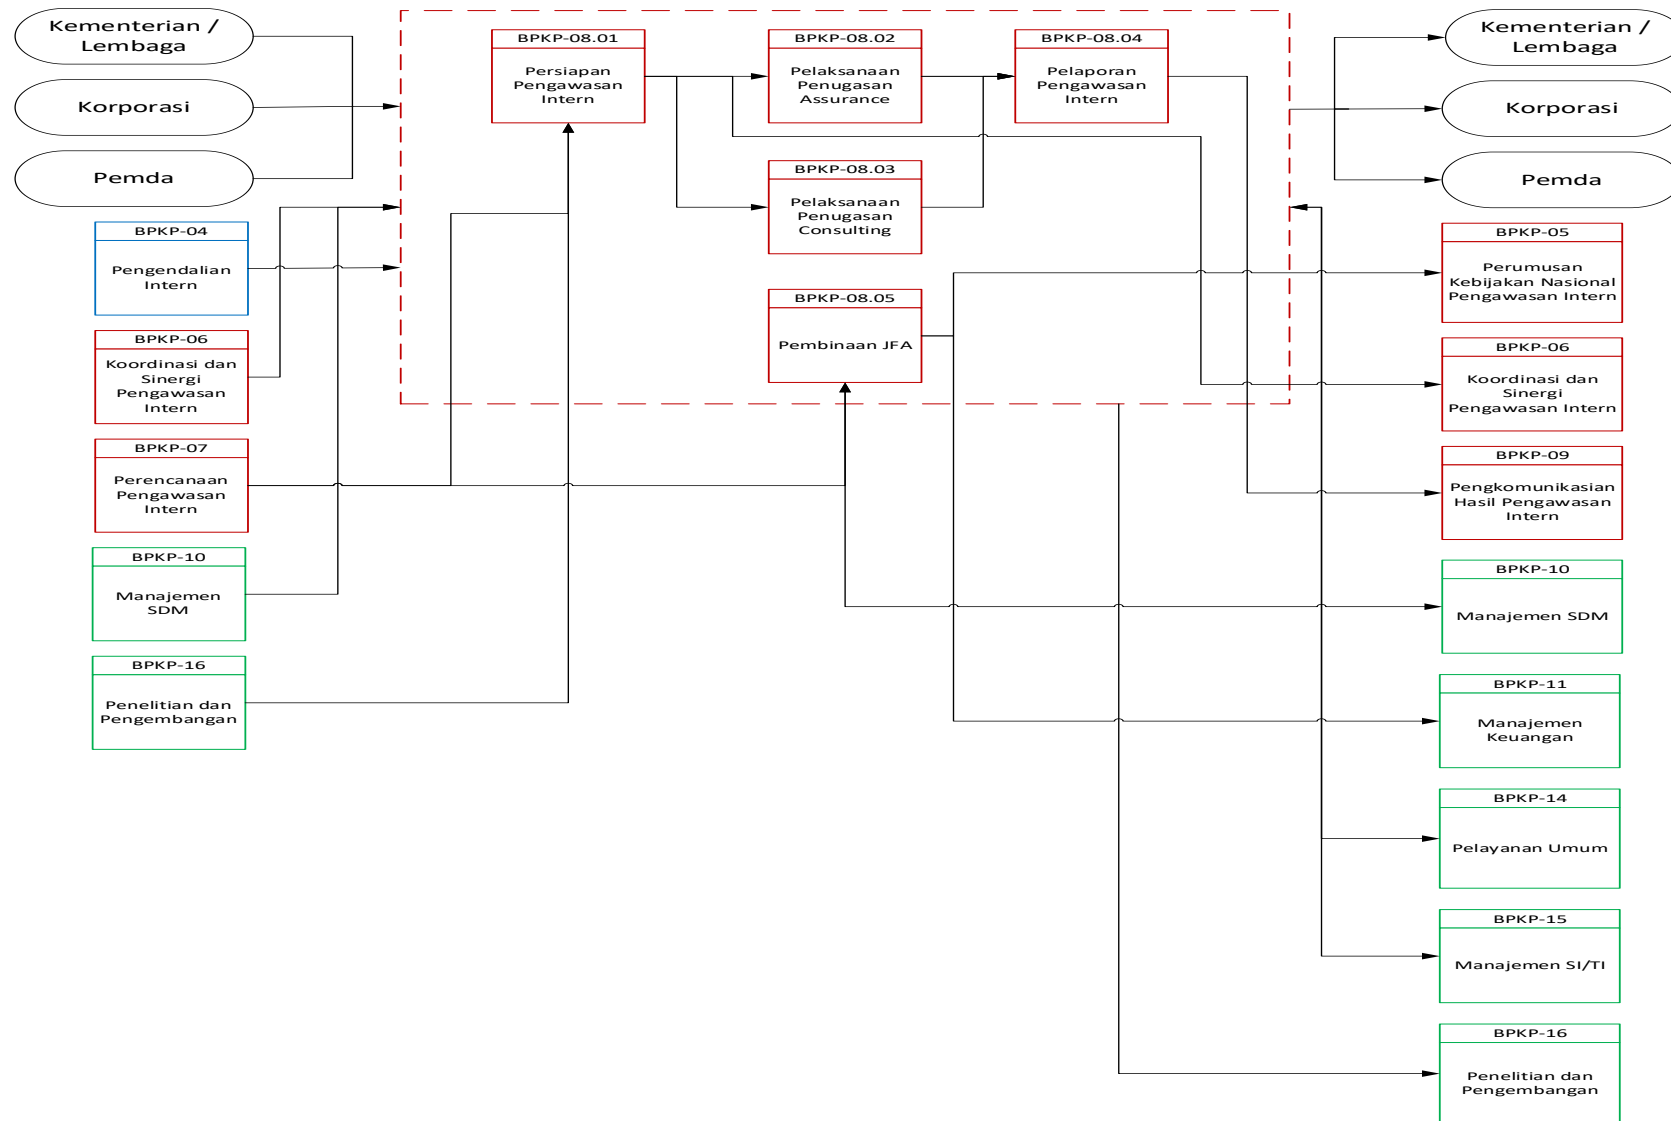 Kementerian /
Lembaga
Korporasi
Pemda
BPKP-04
Pengendalian
Intern
BPKP-06
Koordinasi dan
Sinergi
Pengawasan
Intern
BPKP-07
Perencanaan
Pengawasan
Intern
BPKP-10
Manajemen
SDM
BPKP-16
Penelitian dan
Pengembangan
BPKP-08.01
Persiapan
Pengawasan
Intern
BPKP-08.02
Pelaksanaan
Penugasan
Assurance
BPKP-08.04
Pelaporan
Pengawasan
Intern
BPKP-08.03
Pelaksanaan
Penugasan
Consulting
BPKP-08.05
Pembinaan JFA
Kementerian /
Lembaga
Korporasi
Pemda
BPKP-05
Perumusan
Kebijakan Nasional
Pengawasan Intern
BPKP-06
Koordinasi dan
Sinergi
Pengawasan Intern
BPKP-09
Pengkomunikasian
Hasil Pengawasan
Intern
BPKP-10
Manajemen SDM
BPKP-11
Manajemen
Keuangan
BPKP-14
Pelayanan Umum
BPKP-15
Manajemen SI/TI
BPKP-16
Penelitian dan
Pengembangan